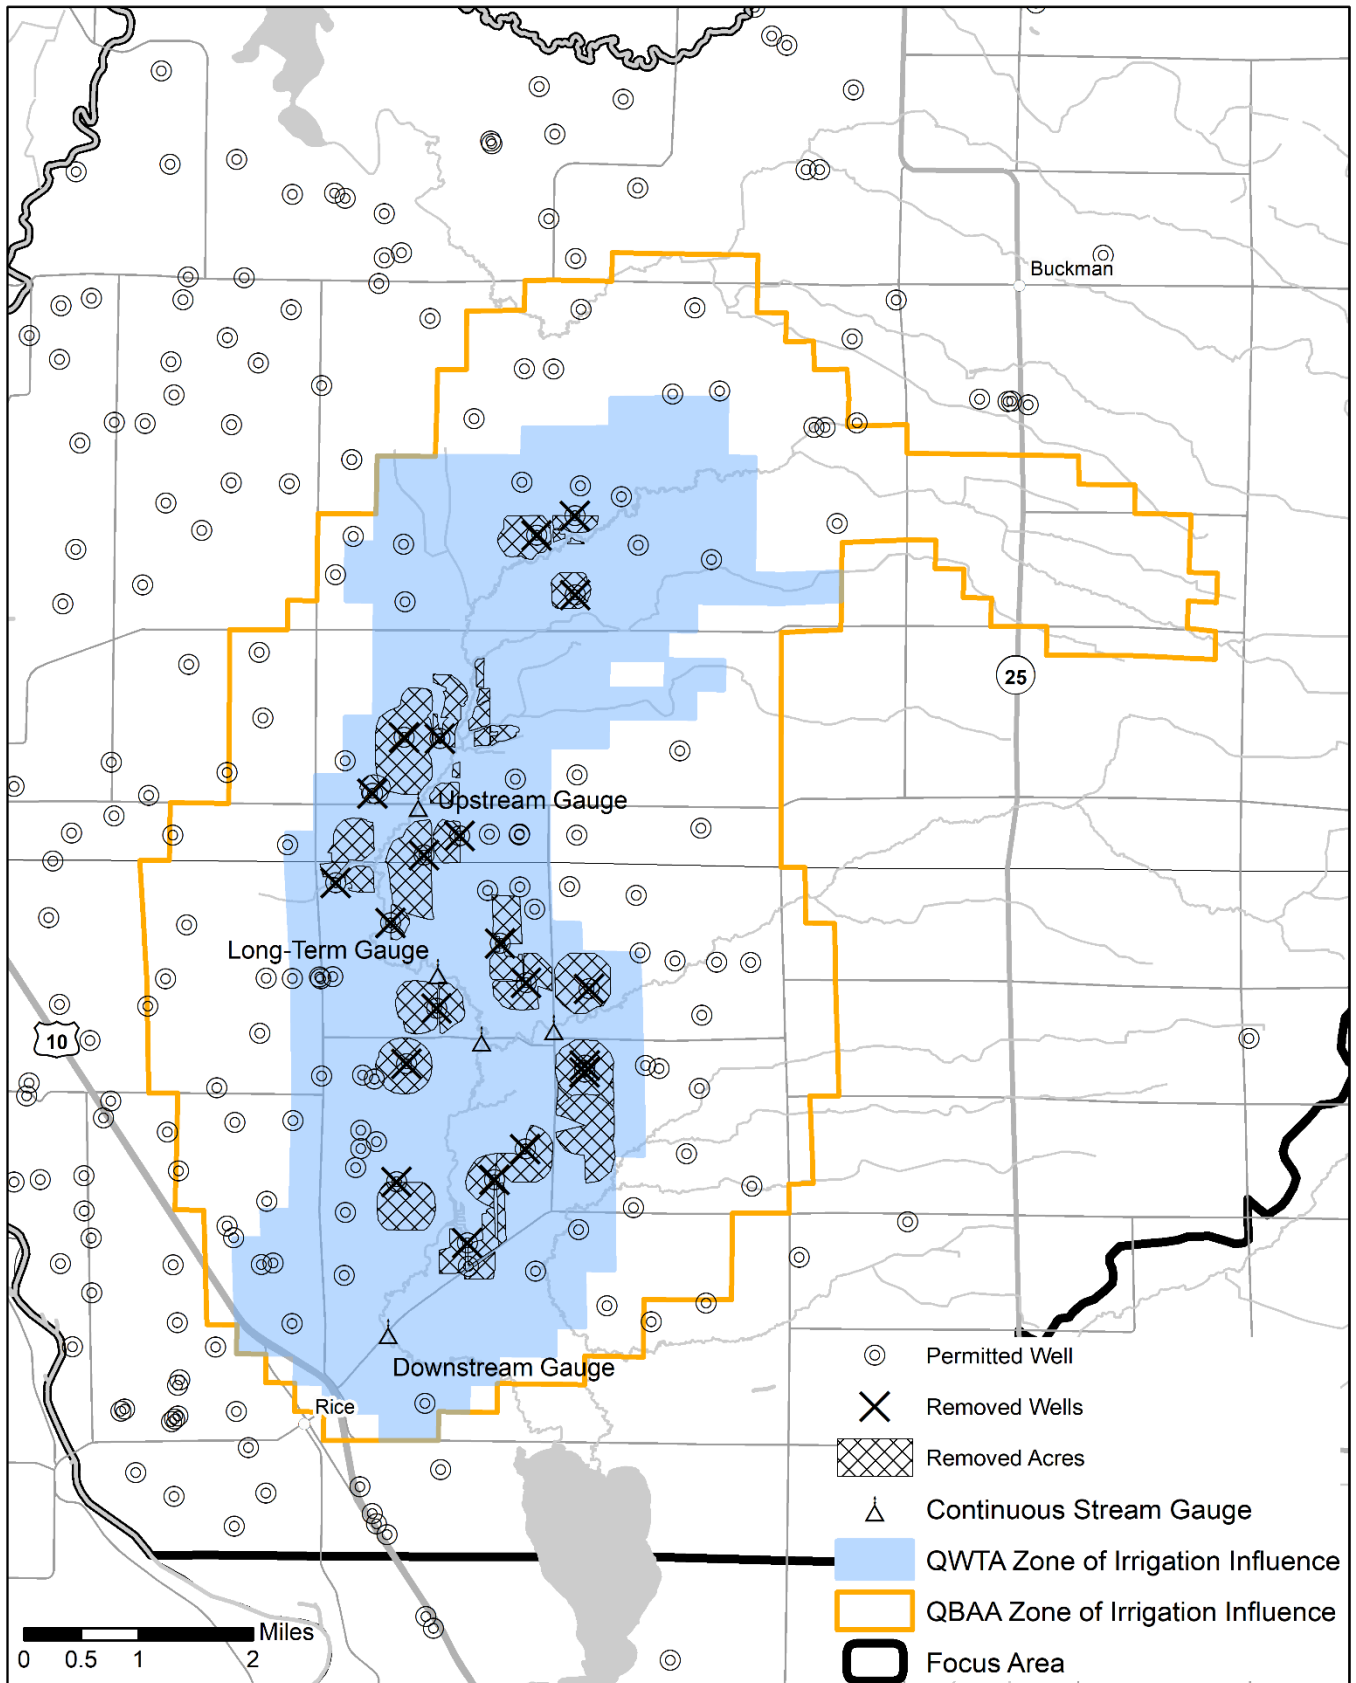 Buckman
25
Upstream Gauge
Long-Term Gauge
10
Downstream Gauge
Rice
Permitted Well
Removed Wells
Removed Acres
Continuous Stream Gauge
QWTA Zone of Irrigation Influence
QBAA Zone of Irrigation Influence
Focus Area
Miles
0 0.5 1 2